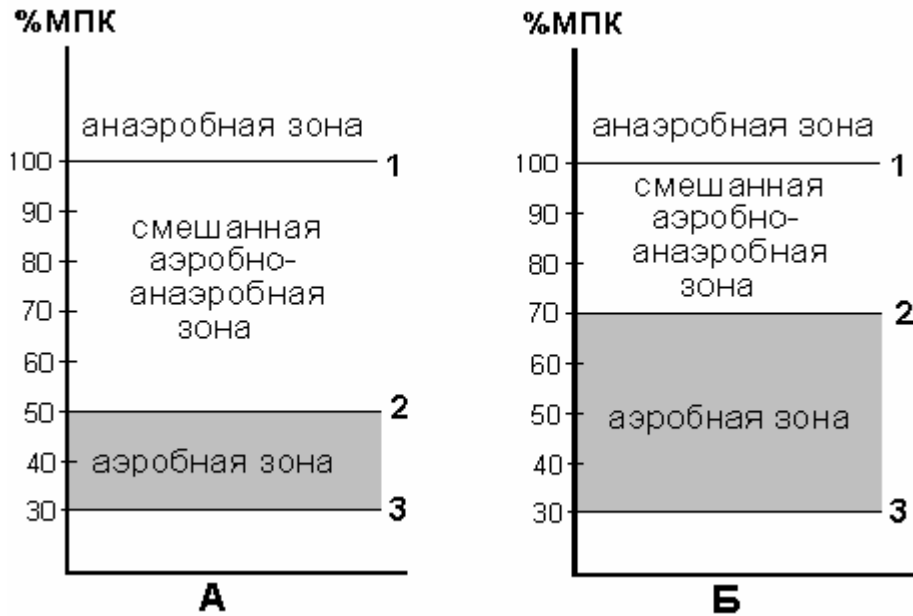 %МПК
анаэробная зона
100
1
90
смешанная
80
аэробно-
анаэробная
70
зона
60
50
2
40
аэробная зона
30
3
А
%МПК
анаэробная зона
100
1
смешанная
90
аэробно-
80
анаэробная
зона
70
2
60
50
аэробная зона
40
30
3
Б